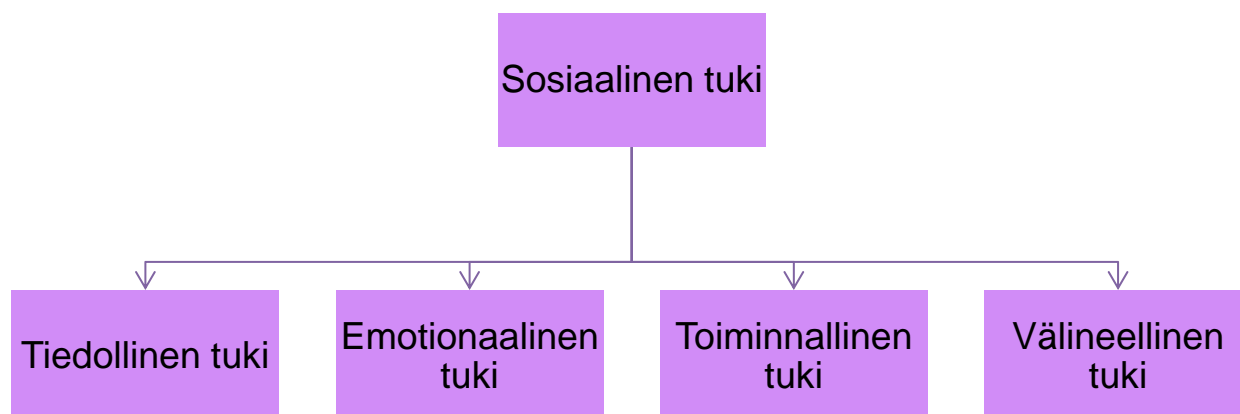 Sosiaalinen tuki
Tiedollinen tuki
Emotionaalinen
tuki
Toiminnallinen
tuki
Välineellinen
tuki